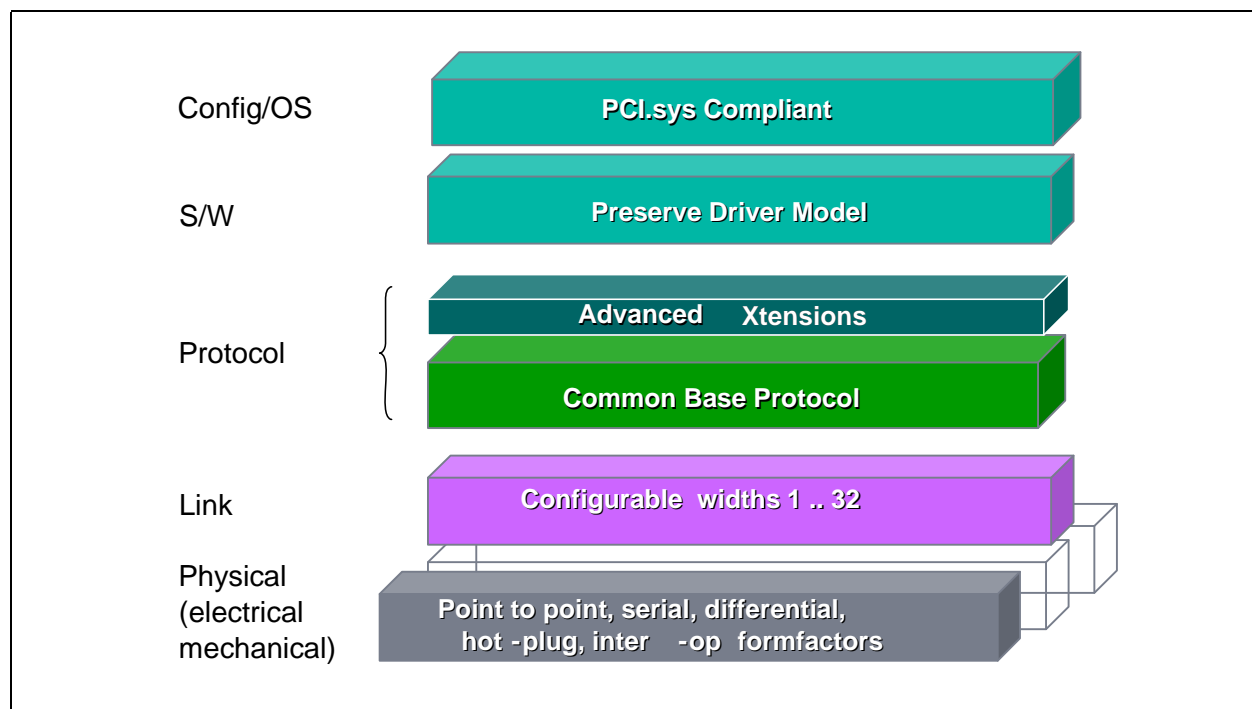 Config/OS
PCI.sys Compliant
S/W
Preserve Driver Model
Advanced Xtensions
Protocol
Common Base Protocol
Link
Configurable widths 1 .. 32
Physical
(electrical
mechanical)
Point to point, serial, differential,
hot -plug, inter -op formfactors